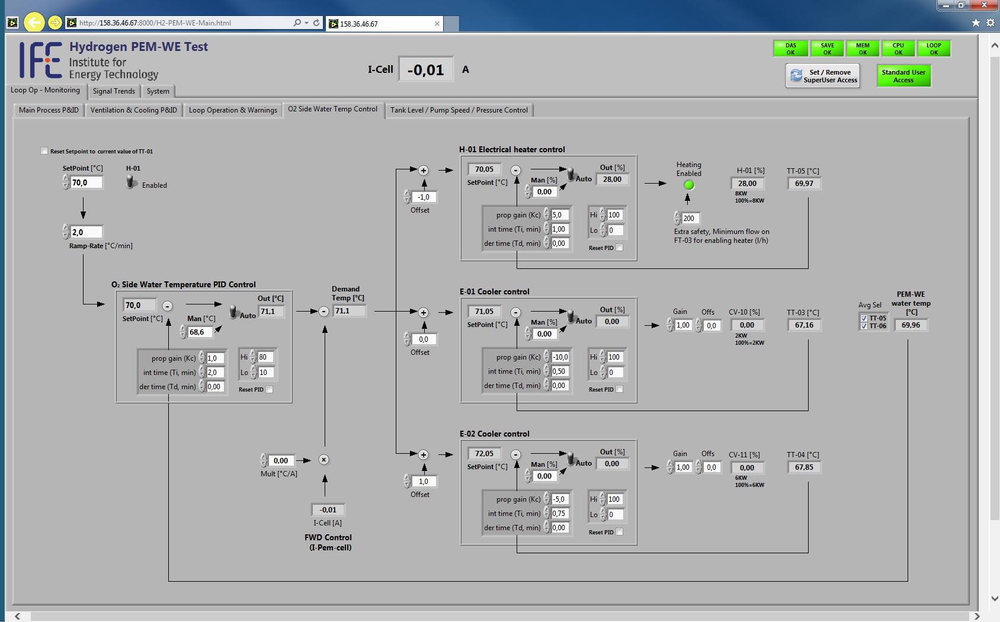 http://158.36.46.67:8000/H2-PEM-WE-Main.html
158.36.46.67
IFE
Hydrogen PEM-WE Test
Institute for
Energy Technology
I-Cell -0,01 A
DAS OK
SAVE OK
MEM OK
CPU OK
LOOP OK
Set / Remove
SuperUser Access
Standard User
Access
Loop Op - Monitoring
Signal Trends
System
Main Process P&ID
Ventilation & Cooling P&ID
Loop Operation & Warnings
O2 Side Water Temp Control
Tank Level / Pump Speed / Pressure Control
Reset Setpoint to current value of TT-01
SetPoint [°C]
70,0
H-01
Enabled
2,0
Ramp-Rate [°C/min]
O₂ Side Water Temperature PID Control
70,0
-
SetPoint [°C]
Man [°C]
68,6
Auto
Out [°C]
71,1
prop gain (Kc) 1,0
int time (Ti, min) 2,0
der time (Td, min) 0,00
Hi 80
Lo 10
Reset PID
-
Demand
Temp [°C]
71,1
0,00
Mult [°C/A]
x
-0,01
I-Cell [A]
FWD Control
(I-Pem-cell)
+
-1,0
Offset
H-01 Electrical heater control
70,05
-
SetPoint [°C]
Man [%]
0,00
Auto
Out [%]
28,00
prop gain (Kc) 5,0
int time (Ti, min) 1,00
der time (Td, min) 0,00
Hi 100
Lo 0
Reset PID
Heating
Enabled
200
Extra safety, Minimum flow on
FT-03 for enabling heater (l/h)
H-01 [%]
28,00
8KW
100%=8KW
TT-05 [°C]
69,97
+
0,0
Offset
E-01 Cooler control
71,05
-
SetPoint [°C]
Man [%]
0,00
Auto
Out [%]
0,00
prop gain (Kc) -10,0
int time (Ti, min) 0,50
der time (Td, min) 0,00
Hi 100
Lo 0
Reset PID
Gain
1,00
Offs
0,0
CV-10 [%]
0,00
2KW
100%=2KW
TT-03 [°C]
67,16
Avg Sel
TT-05
TT-06
PEM-WE
water temp
[°C]
69,96
+
1,0
Offset
E-02 Cooler control
72,05
-
SetPoint [°C]
Man [%]
0,00
Auto
Out [%]
0,00
prop gain (Kc) -5,0
int time (Ti, min) 0,75
der time (Td, min) 0,00
Hi 100
Lo 0
Reset PID
Gain
1,00
Offs
0,0
CV-11 [%]
0,00
6KW
100%=6KW
TT-04 [°C]
67,85